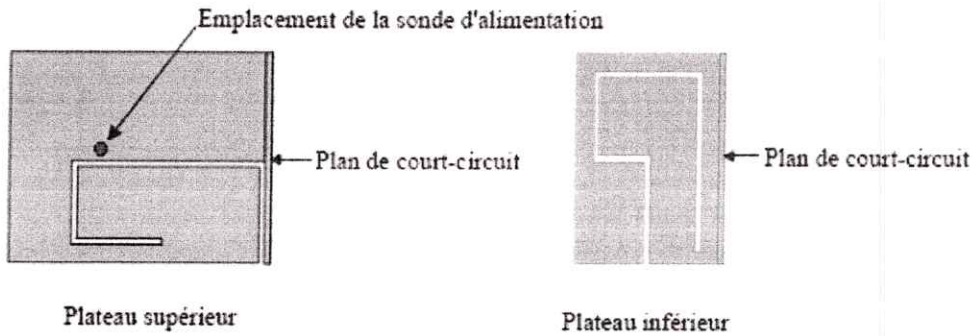 Emplacement de la sonde d'alimentation
Plan de court-circuit
Plan de court-circuit
Plateau supérieur
Plateau inférieur